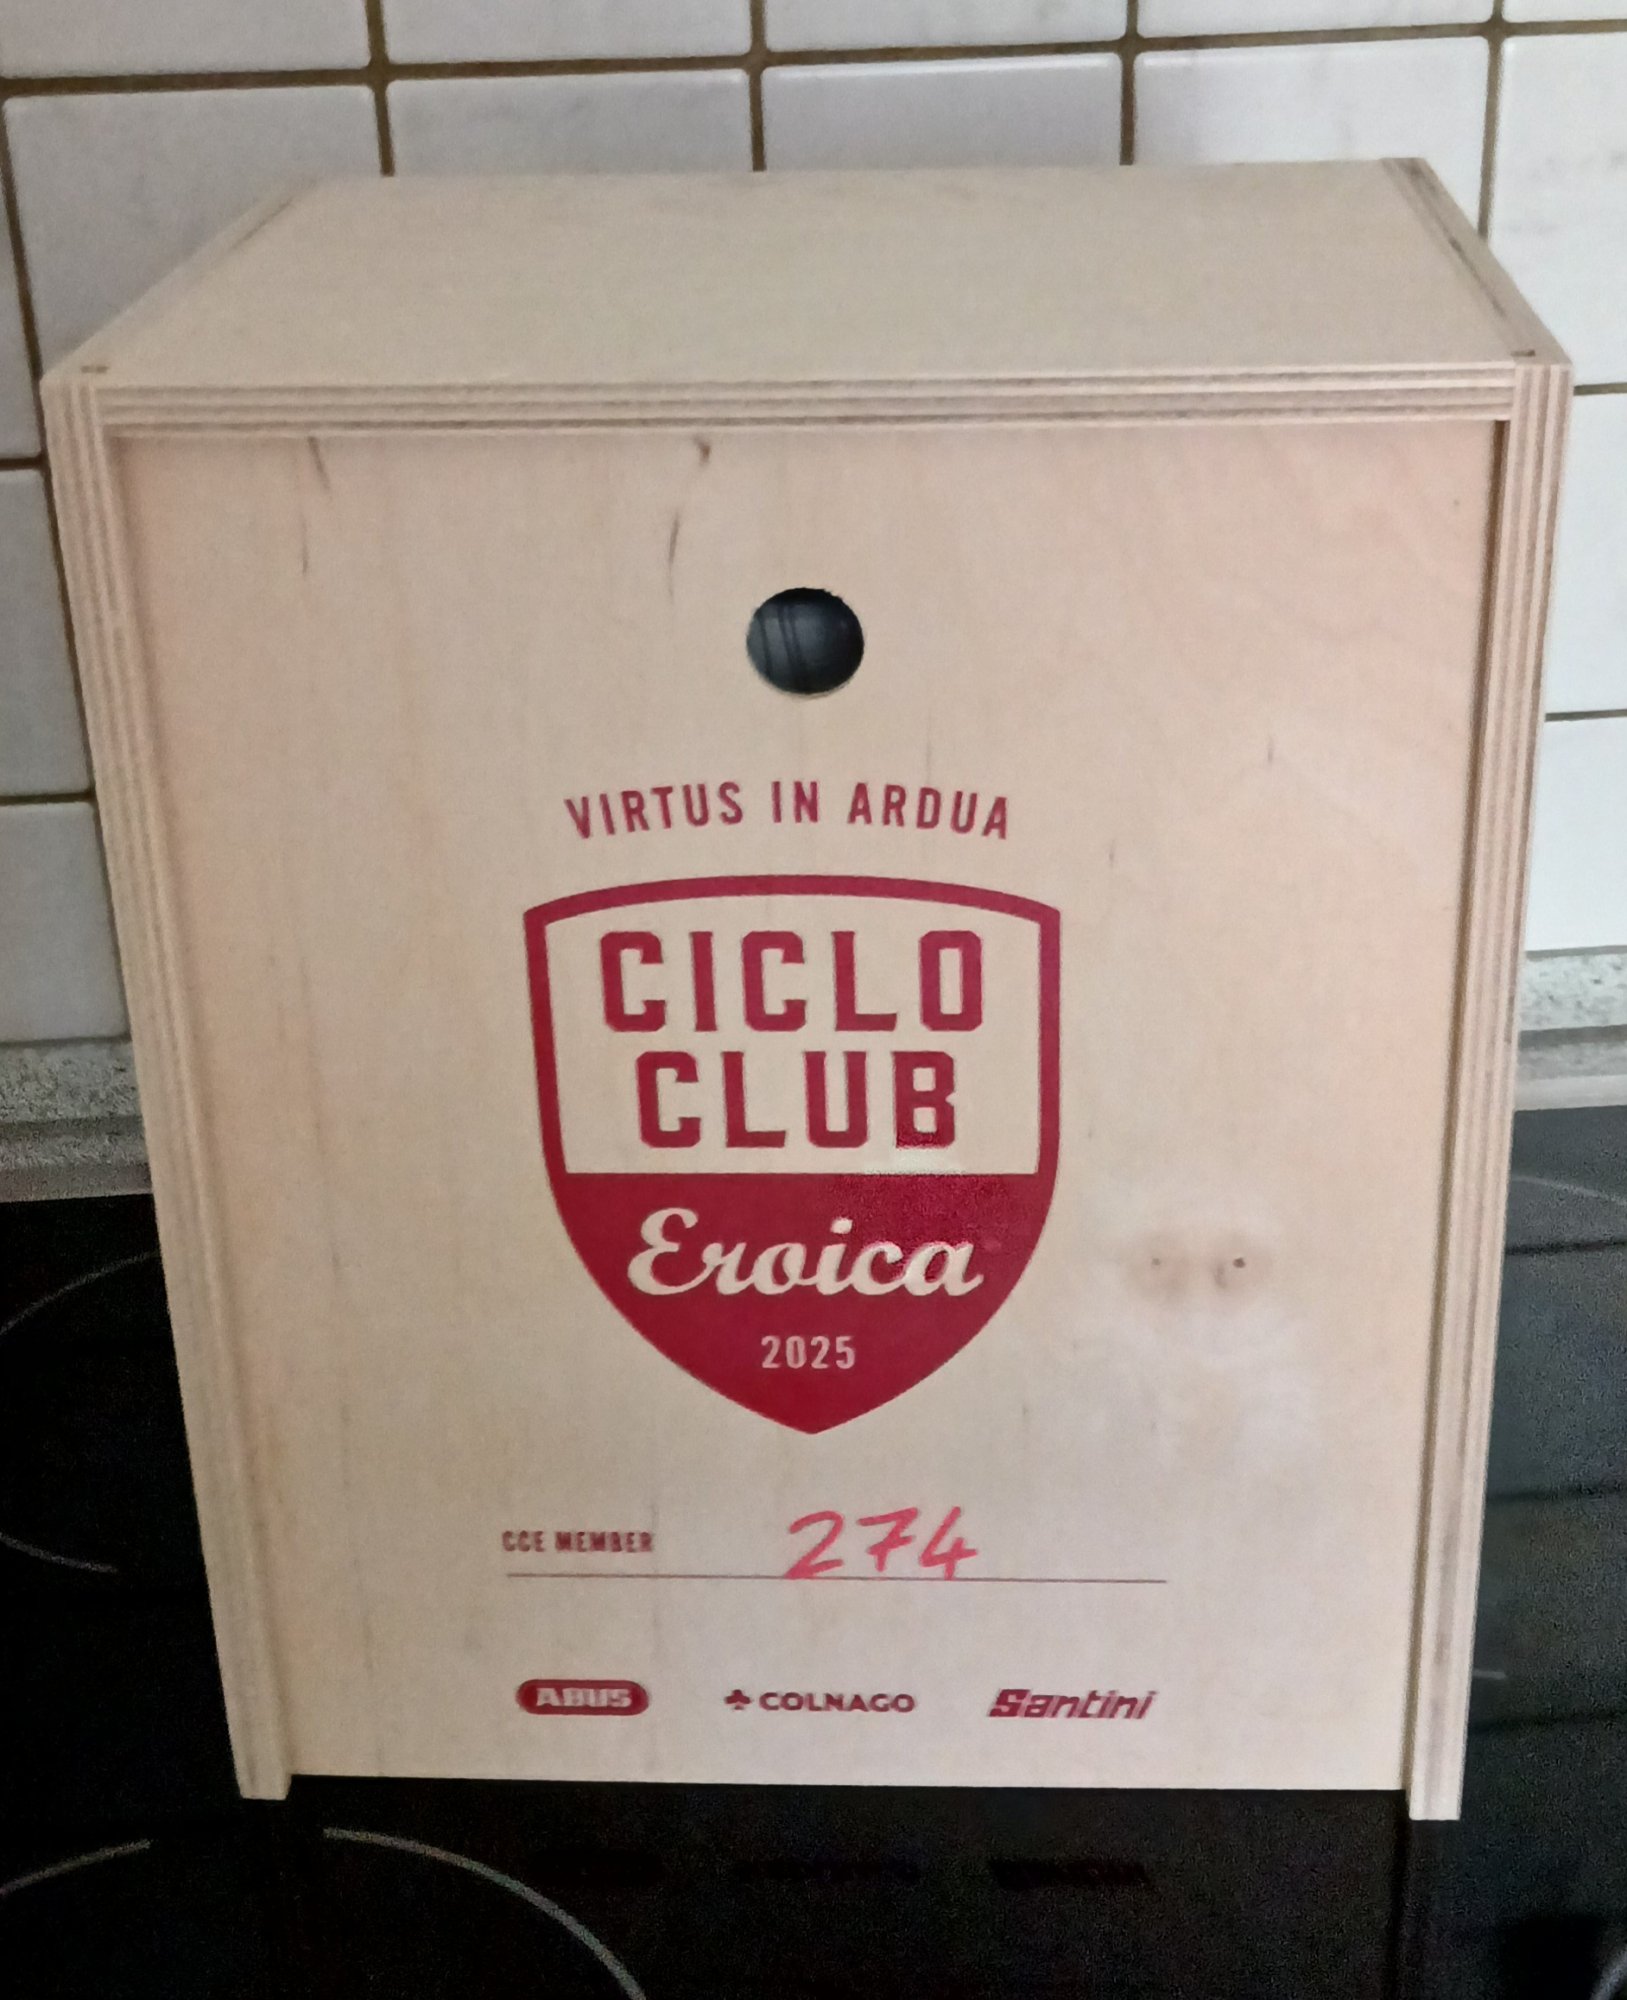 VIRTUS IN ARDUA
CICLO
CLUB
Eroica
2025
CCE MEMBER 274
ABUS COLNAGO Santini